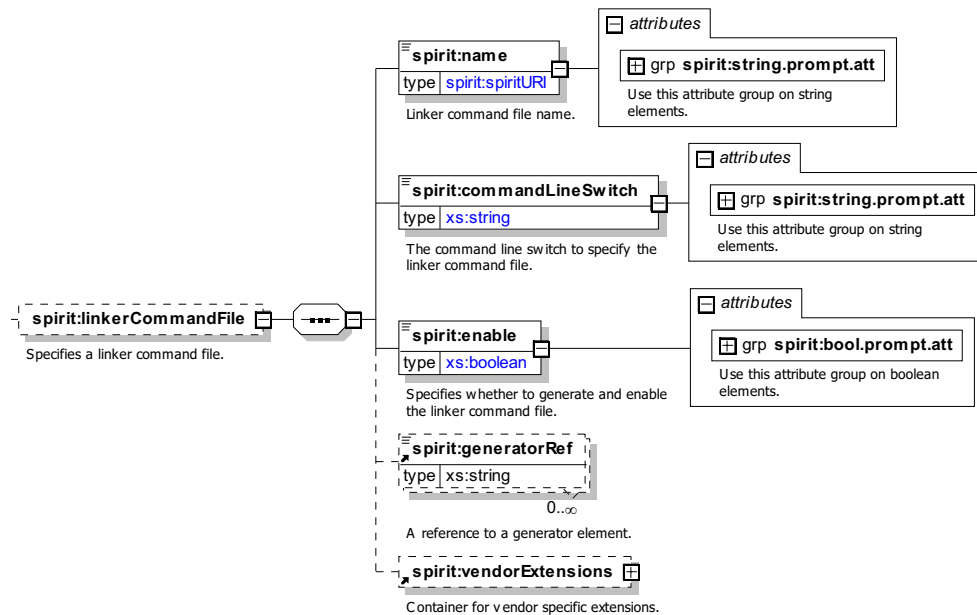 attributes
spirit:name
grp spirit:string.prompt.att
type spirit:spiritURI
Use this attribute group on string
elements.
Linker command file name.
attributes
spirit:commandLineSwitch
grp spirit:string.prompt.att
type xs:string
Use this attribute group on string
elements.
The command line switch to specify the
linker command file.
spirit:linkerCommandFile
Specifies a linker command file.
attributes
spirit:enable
grp spirit:bool.prompt.att
type xs:boolean
Use this attribute group on boolean
elements.
Specifies whether to generate and enable
the linker command file.
spirit:generatorRef
type xs:string
0..∞
A reference to a generator element.
spirit:vendorExtensions
Container for vendor specific extensions.